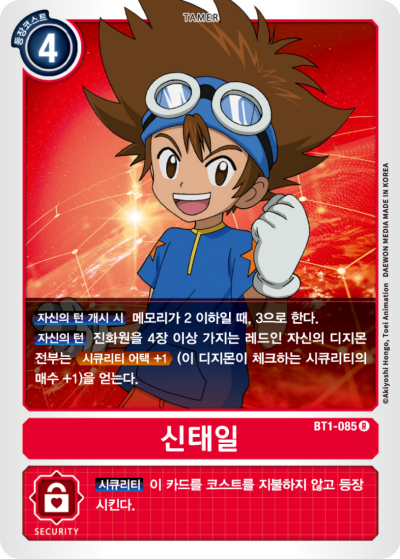 TAMER
등장코스트
4
자신의 턴 개시 시 메모리가 2 이하일 때, 3으로 한다.
자신의 턴 진화원을 4장 이상 가지는 레드인 자신의 디지몬
전부는 시큐리티 어택 +1 (이 디지몬이 체크하는 시큐리티의
매수 +1)을 얻는다.
©Akiyoshi Hongo, Toei Animation DAEWON MEDIA MADE IN KOREA
BT1-085 R
신태일
시큐리티 이 카드를 코스트를 지불하지 않고 등장
시킨다.
SECURITY